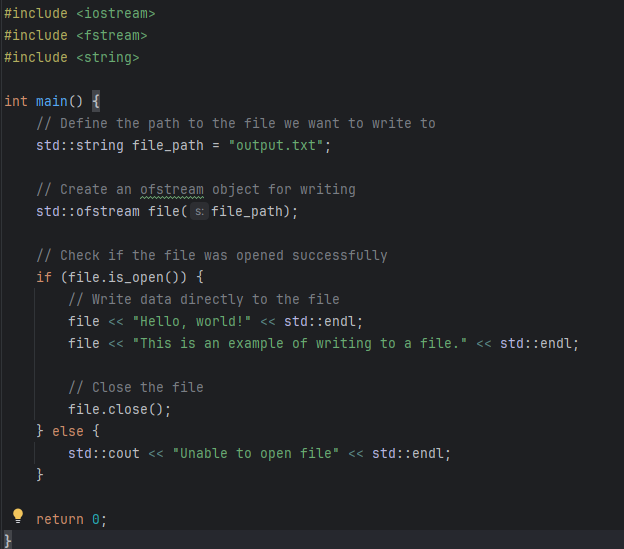 #include <iostream>
#include <fstream>
#include <string>
int main() {
// Define the path to the file we want to write to
std::string file_path = "output.txt";
// Create an ofstream object for writing
std::ofstream file( s: file_path);
// Check if the file was opened successfully
if (file.is_open()) {
// Write data directly to the file
file << "Hello, world!" << std::endl;
file << "This is an example of writing to a file." << std::endl;
// Close the file
file.close();
} else {
std::cout << "Unable to open file" << std::endl;
}
return 0;
}